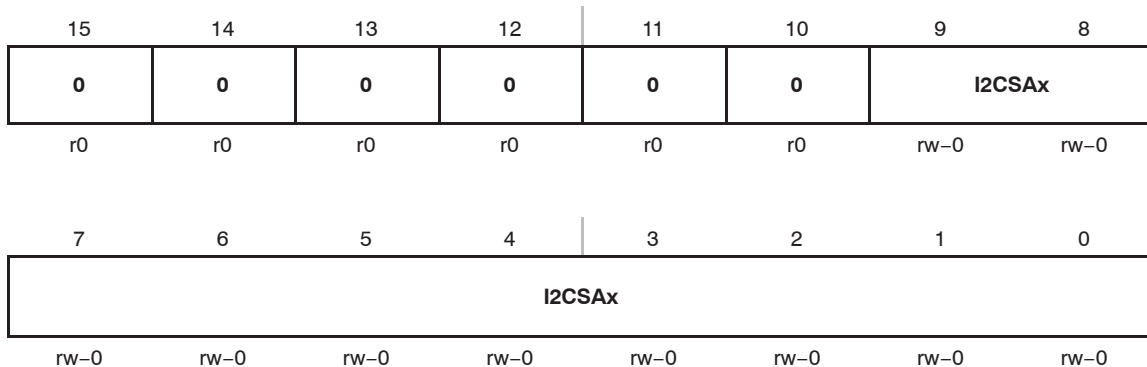 15 14 13 12 11 10 9 8
0 0 0 0 0 0 I2CSAx
r0 r0 r0 r0 r0 r0 rw−0 rw−0
7 6 5 4 3 2 1 0
I2CSAx
rw−0 rw−0 rw−0 rw−0 rw−0 rw−0 rw−0 rw−0